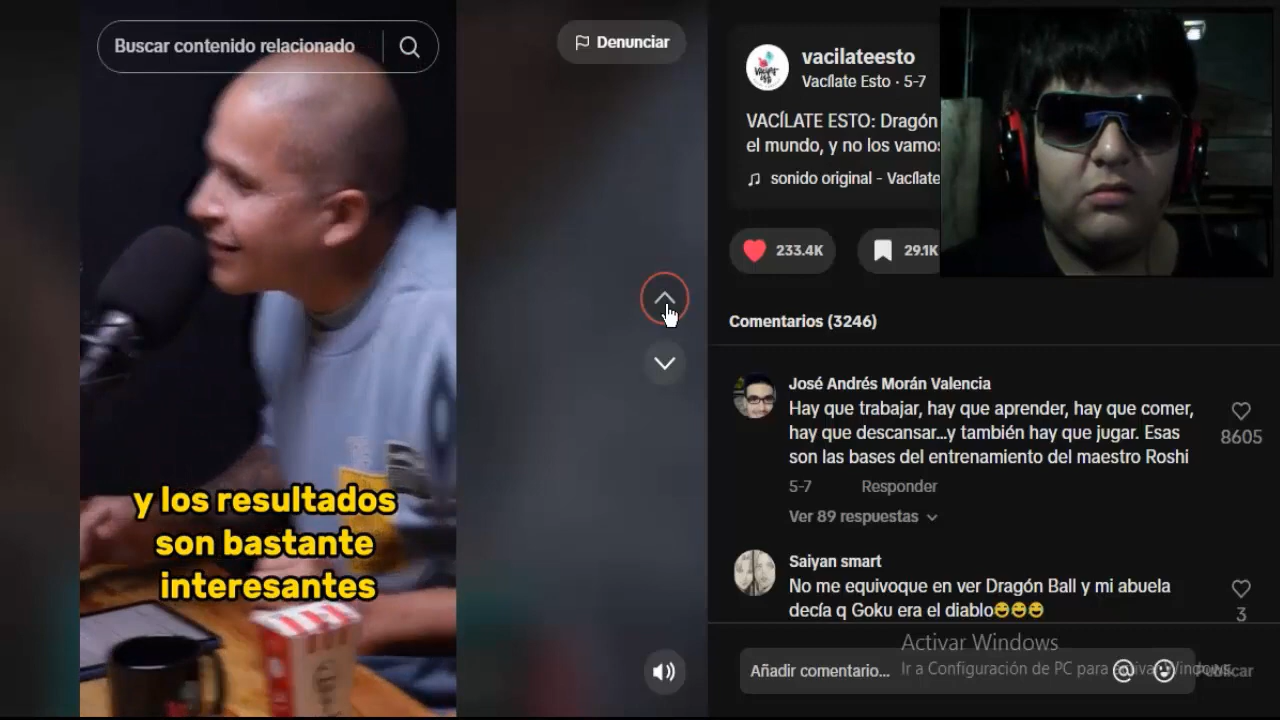 Buscar contenido relacionado
Denunciar
y los resultados
son bastante
interesantes
vacilateesto
Vacílate Esto · 5-7
VACÍLATE ESTO: Dragón
el mundo, y no los vamos
sonido original - Vacílate
233.4K
29.1K
Comentarios (3246)
José Andrés Morán Valencia
Hay que trabajar, hay que aprender, hay que comer,
hay que descansar...y también hay que jugar. Esas
son las bases del entrenamiento del maestro Roshi
8605
5-7 Responder
Ver 89 respuestas
Saiyan smart
No me equivoque en ver Dragón Ball y mi abuela
decía q Goku era el diablo😂😂😂
3
Activar Windows
Ir a Configuración de PC para activar Windows.
Añadir comentario...
Publicar